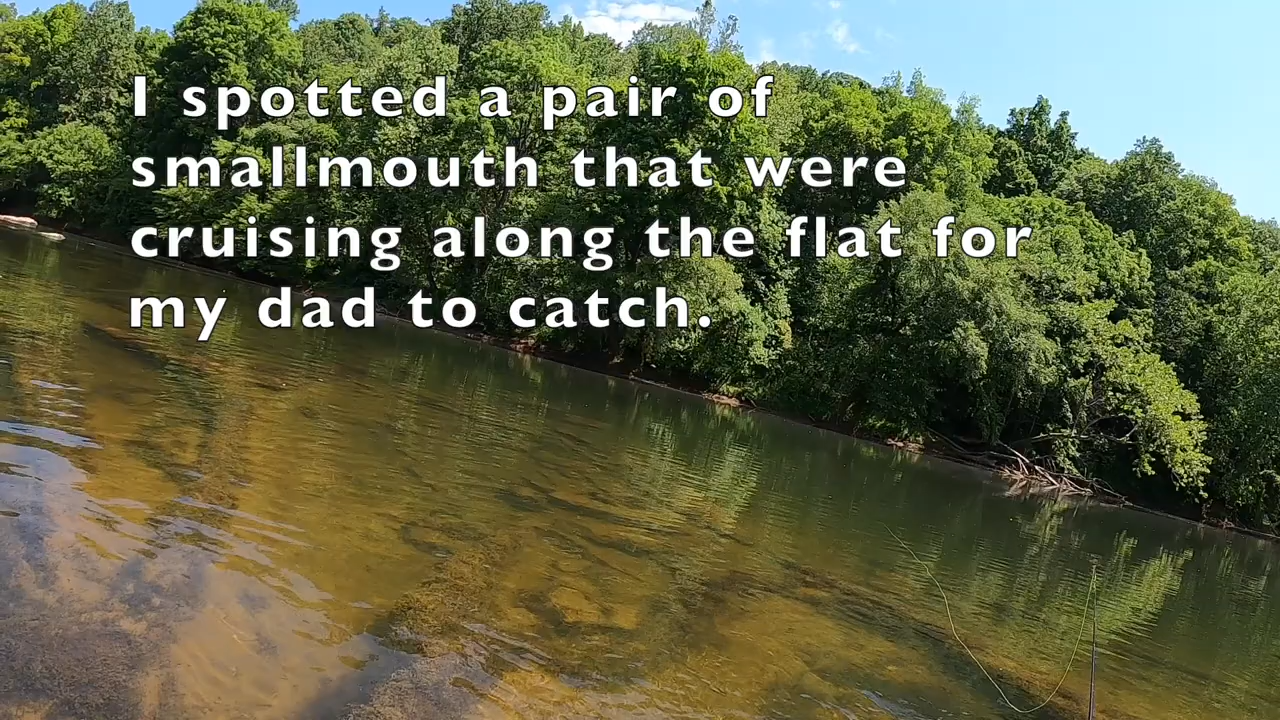 I spotted a pair of
smallmouth that were
cruising along the flat for
my dad to catch.